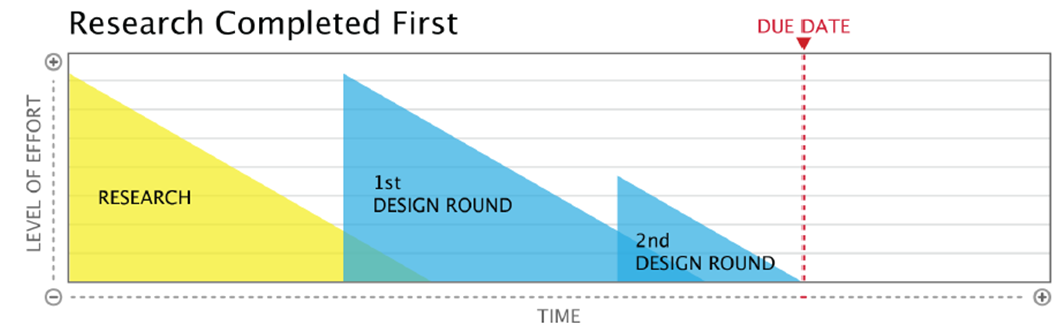 Research Completed First
DUE DATE
LEVEL OF EFFORT
RESEARCH
1st
DESIGN ROUND
2nd
DESIGN ROUND
TIME